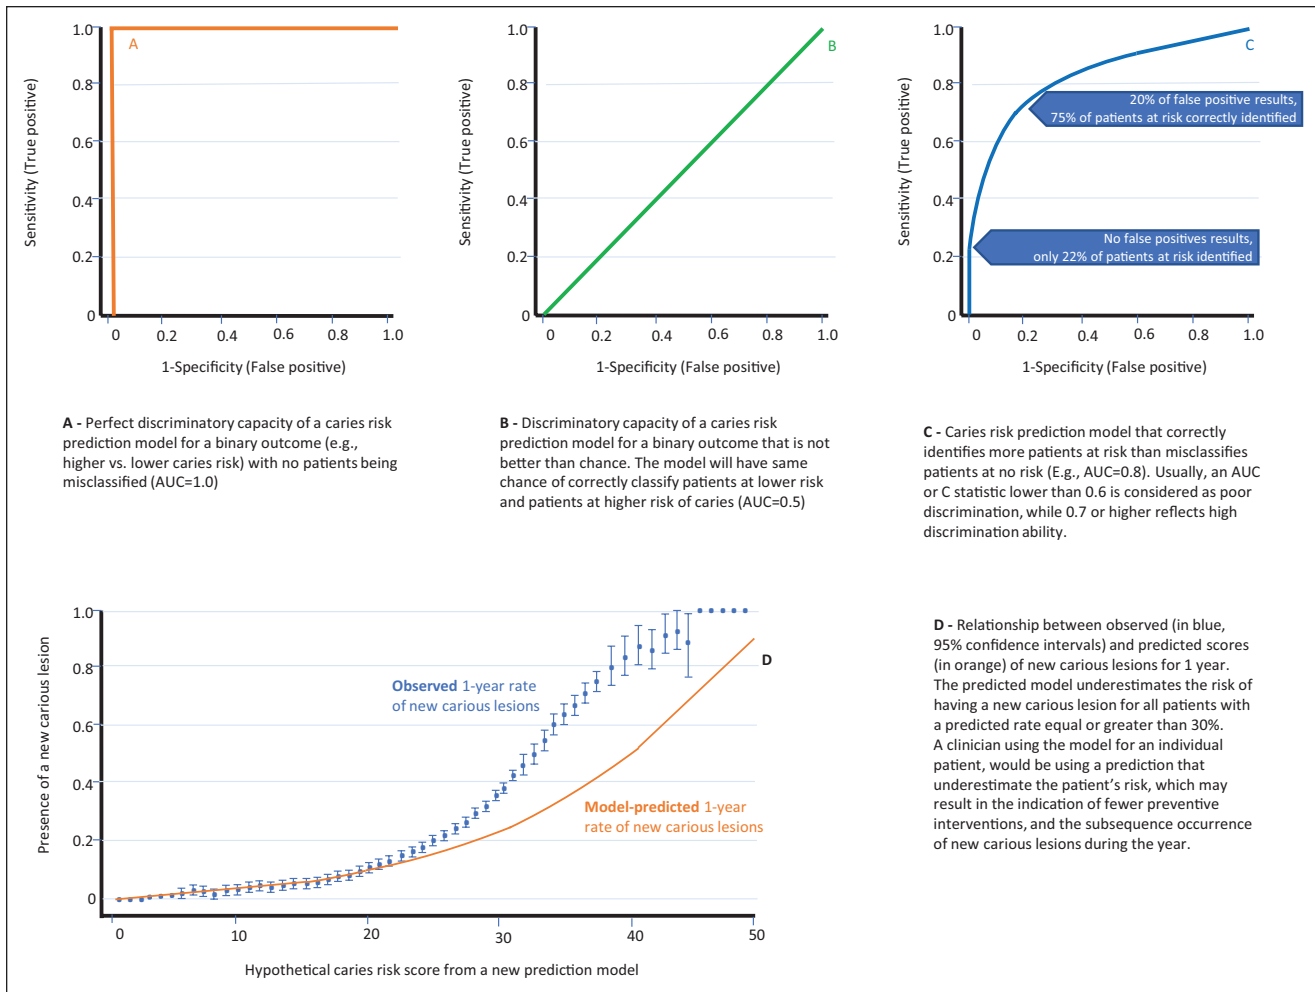 1.0
0.8
0.6
0.4
0.2
0
Sensitivity (True positive)
A
0 0.2 0.4 0.6 0.8 1.0
1-Specificity (False positive)
1.0
0.8
0.6
0.4
0.2
0
Sensitivity (True positive)
B
0 0.2 0.4 0.6 0.8 1.0
1-Specificity (False positive)
1.0
0.8
0.6
0.4
0.2
0
Sensitivity (True positive)
C
20% of false positive results,
75% of patients at risk correctly identified
No false positives results,
only 22% of patients at risk identified
0 0.2 0.4 0.6 0.8 1.0
1-Specificity (False positive)
A - Perfect discriminatory capacity of a caries risk
prediction model for a binary outcome (e.g.,
higher vs. lower caries risk) with no patients being
misclassified (AUC=1.0)
B - Discriminatory capacity of a caries risk
prediction model for a binary outcome that is not
better than chance. The model will have same
chance of correctly classify patients at lower risk
and patients at higher risk of caries (AUC=0.5)
C - Caries risk prediction model that correctly
identifies more patients at risk than misclassifies
patients at no risk (E.g., AUC=0.8). Usually, an AUC
or C statistic lower than 0.6 is considered as poor
discrimination, while 0.7 or higher reflects high
discrimination ability.
1.0
0.8
0.6
0.4
0.2
0
Presence of a new carious lesion
D
Observed 1-year rate
of new carious lesions
Model-predicted 1-year
rate of new carious lesions
0 10 20 30 40 50
Hypothetical caries risk score from a new prediction model
D - Relationship between observed (in blue,
95% confidence intervals) and predicted scores
(in orange) of new carious lesions for 1 year.
The predicted model underestimates the risk of
having a new carious lesion for all patients with
a predicted rate equal or greater than 30%.
A clinician using the model for an individual
patient, would be using a prediction that
underestimate the patient's risk, which may
result in the indication of fewer preventive
interventions, and the subsequence occurrence
of new carious lesions during the year.